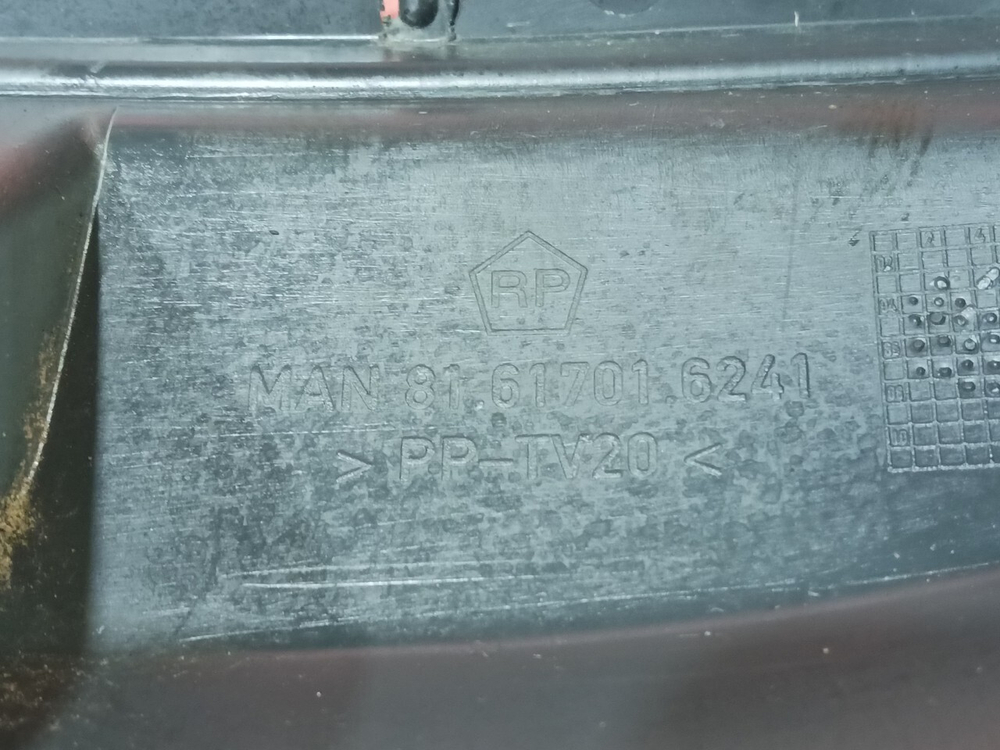 RP
MAN 81.61701.6241
> PP-TV20 <